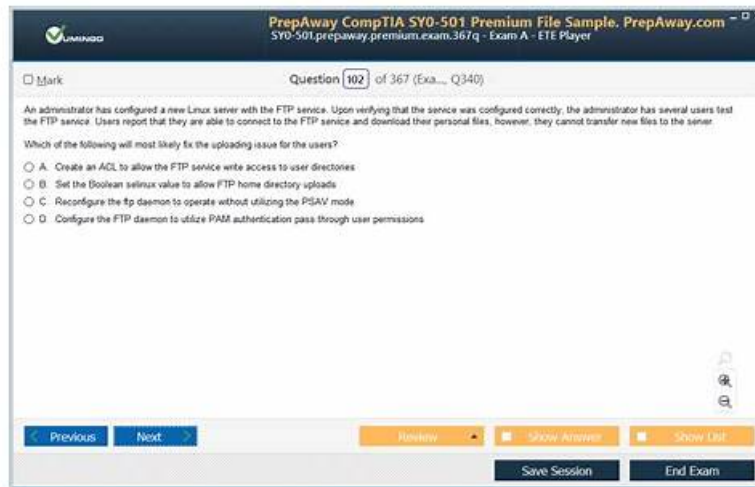 VUMINGO
PrepAway CompTIA SY0-501 Premium File Sample. PrepAway.com
SY0-501.prepaway.premium.exam.367q - Exam A - ETE Player
Mark
Question 102 of 367 (Exa..., Q340)
An administrator has configured a new Linux server with the FTP service. Upon verifying that the service was configured correctly, the administrator has several users test
the FTP service. Users report that they are able to connect to the FTP service and download their personal files, however, they cannot transfer new files to the server.
Which of the following will most likely fix the uploading issue for the users?
A. Create an ACL to allow the FTP service write access to user directories
B. Set the Boolean selinux value to allow FTP home directory uploads
C. Reconfigure the ftp daemon to operate without utilizing the PSAV mode
D. Configure the FTP daemon to utilize PAM authentication pass through user permissions
Previous
Next
Review
Show Answer
Show List
Save Session
End Exam